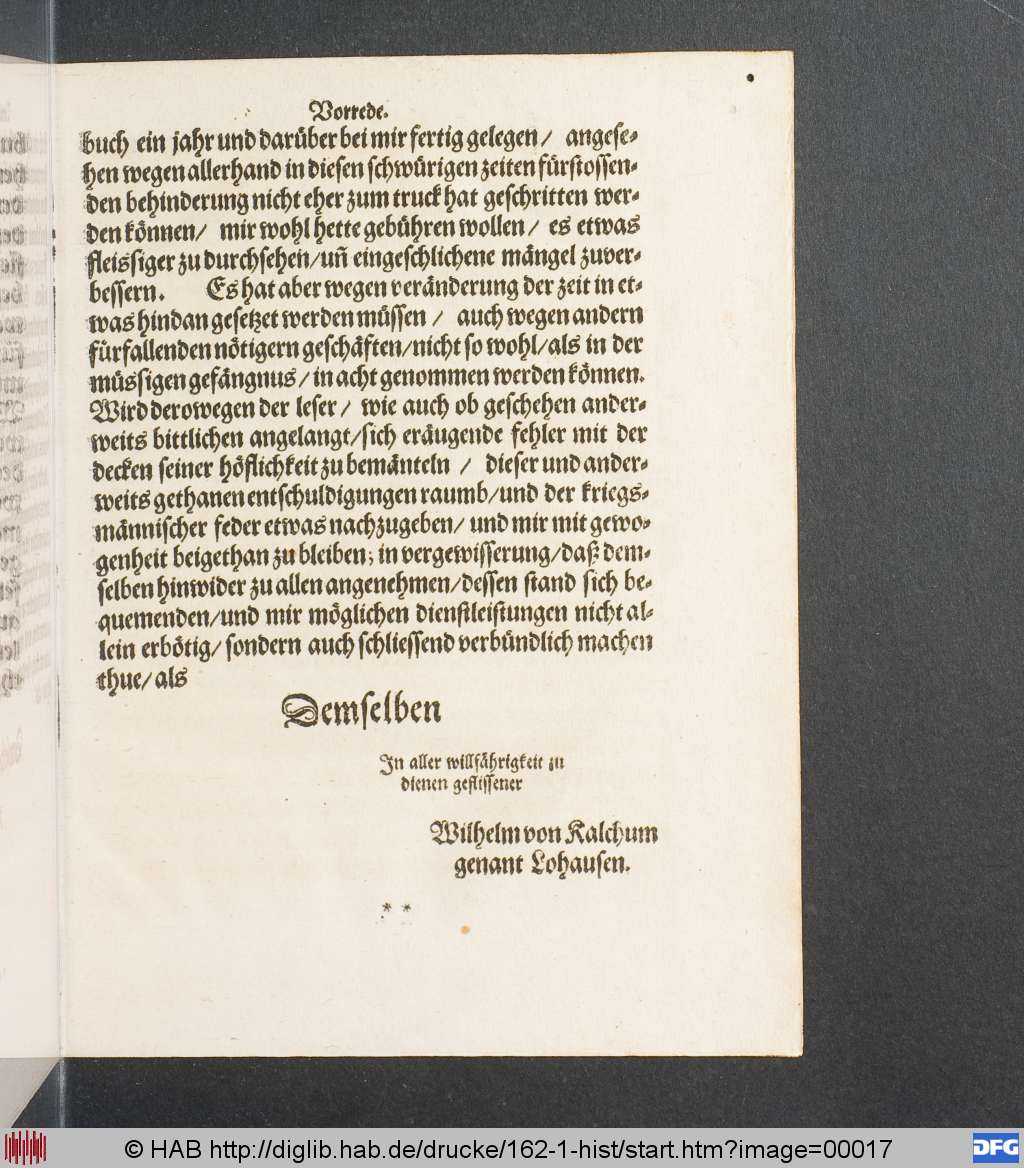 Vorrede.
buch ein jahr und darüber bei mir fertig gelegen/ angese-
hen wegen allerhand in diesen schwürigen zeiten fürstossen-
den behinderung nicht eher zum truck hat geschritten wer-
den können/ mir wohl hette gebühren wollen/ es etwas
fleissiger zu durchsehen/ uñ eingeschlichene mängel zuver-
bessern. Es hat aber wegen veränderung der zeit in et-
was hindan gesetzet werden müssen/ auch wegen andern
fürfallenden nötigern geschäften/ nicht so wohl/ als in der
müssigen gefängnus/ in acht genommen werden können.
Wird derowegen der leser/ wie auch ob geschehen ander-
weits bittlichen angelangt/ sich eräugende fehler mit der
decken seiner höflichkeit zu bemänteln/ dieser und ander-
weits gethanen entschuldigungen raumb/ und der kriegs-
männischer feder etwas nachzugeben/ und mir mit gewo-
genheit beigethan zu bleiben; in vergewisserung/ daß dem-
selben hinwider zu allen angenehmen/ dessen stand sich be-
quemenden/ und mir möglichen dienstleistungen nicht al-
lein erbötig/ sondern auch schliessend verbündlich machen
thue/ als
Demselben
In aller willfährigkeit zu
dienen geflissener
Wilhelm von Kalchum
genant Lohausen.
* *
© HAB http://diglib.hab.de/drucke/162-1-hist/start.htm?image=00017
DFG